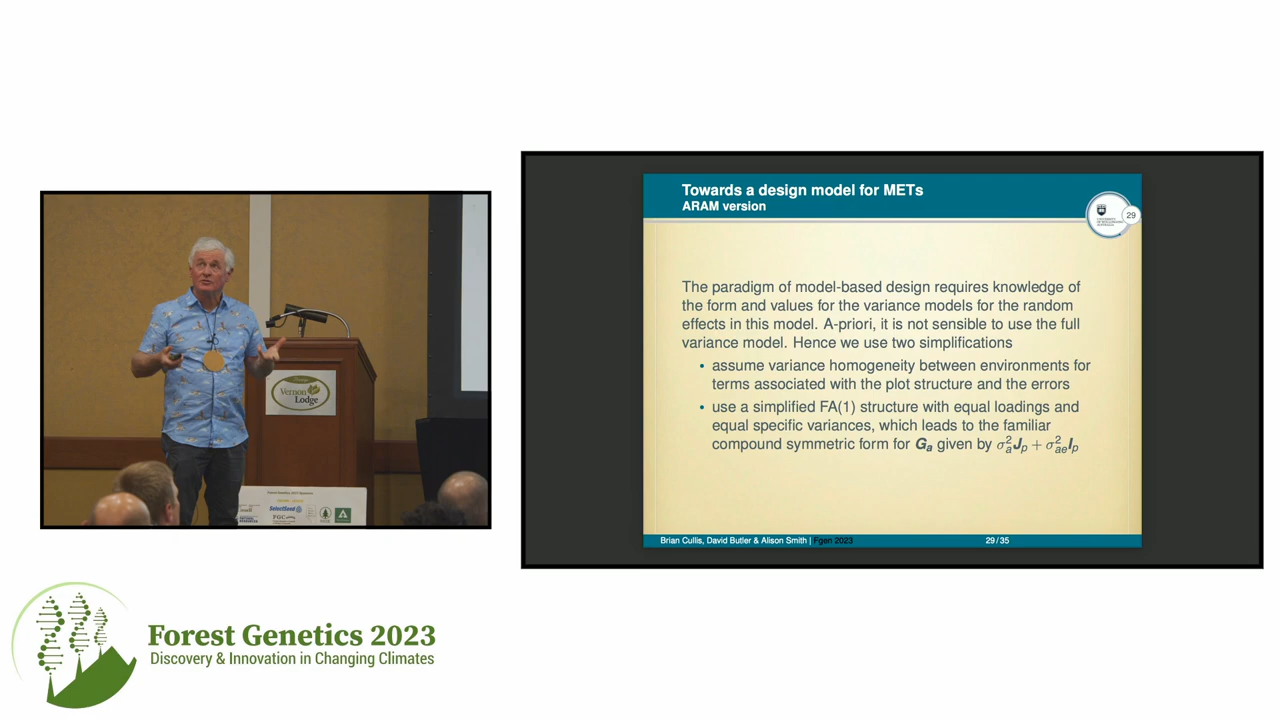 Towards a design model for METs
ARAM version
29
The paradigm of model-based design requires knowledge of
the form and values for the variance models for the random
effects in this model. A-priori, it is not sensible to use the full
variance model. Hence we use two simplifications
• assume variance homogeneity between environments for
terms associated with the plot structure and the errors
• use a simplified FA(1) structure with equal loadings and
equal specific variances, which leads to the familiar
compound symmetric form for Gₐ given by σ²ₐJₚ + σ²ₐₑIₚ
Brian Cullis, David Butler & Alison Smith | Fgen 2023
29/35
Vernon
Lodge
SelectSeed
FGC
Forest Genetics 2023
Discovery & Innovation in Changing Climates